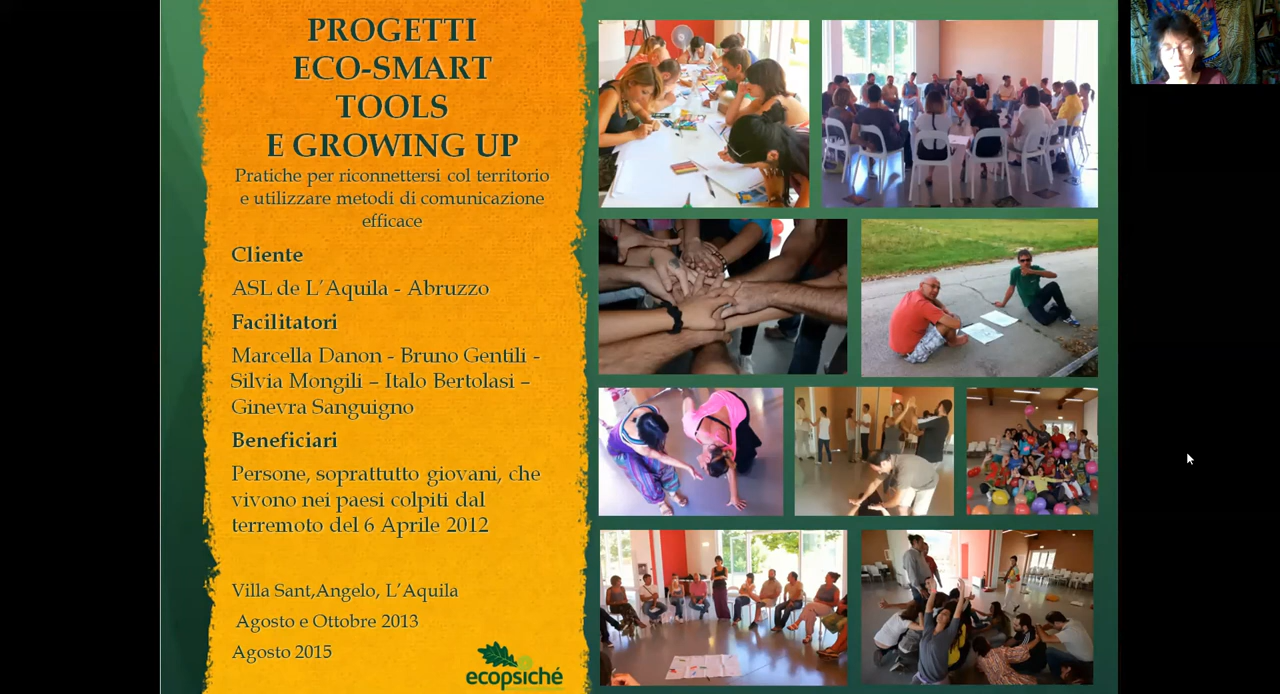 PROGETTI
ECO-SMART
TOOLS
E GROWING UP
Pratiche per riconnettersi col territorio
e utilizzare metodi di comunicazione
efficace
Cliente
ASL de L'Aquila - Abruzzo
Facilitatori
Marcella Danon - Bruno Gentili -
Silvia Mongili – Italo Bertolasi –
Ginevra Sanguigno
Beneficiari
Persone, soprattutto giovani, che
vivono nei paesi colpiti dal
terremoto del 6 Aprile 2012
Villa Sant,Angelo, L'Aquila
Agosto e Ottobre 2013
Agosto 2015
ecopsiché